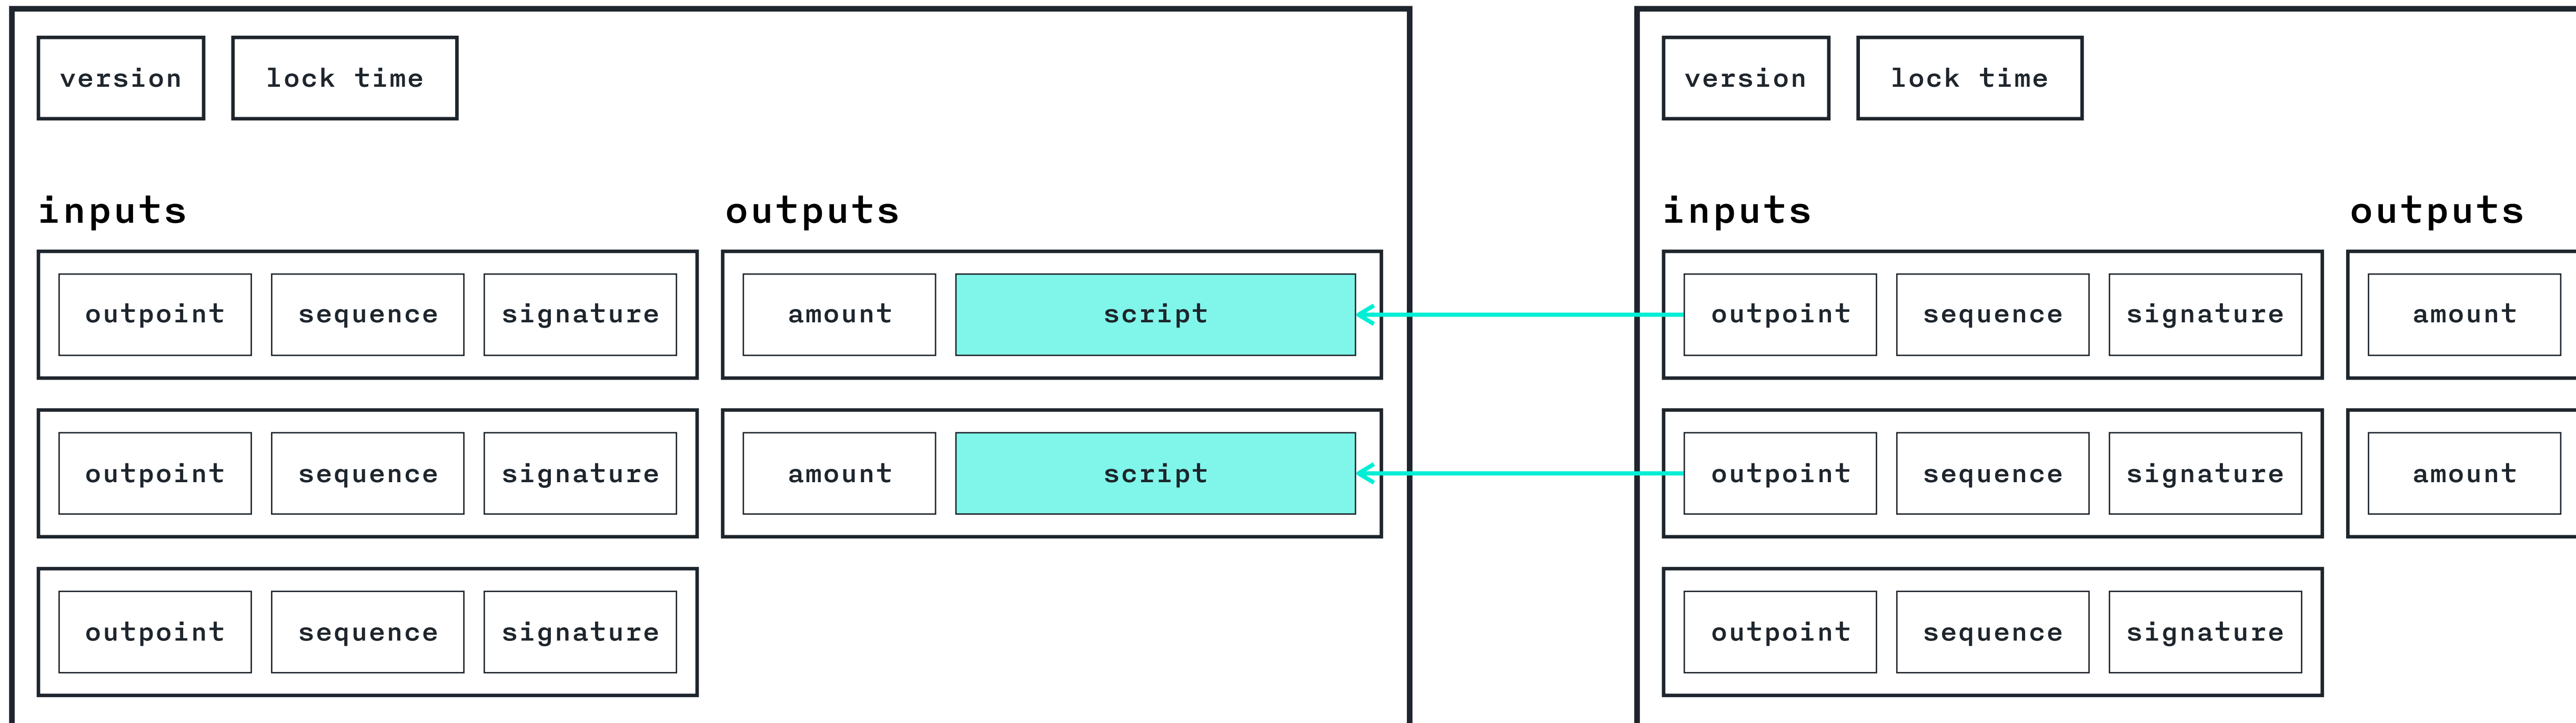 version lock time
inputs outputs
outpoint sequence signature amount script
outpoint sequence signature amount script
outpoint sequence signature
version lock time
inputs outputs
outpoint sequence signature amount
outpoint sequence signature amount
outpoint sequence signature